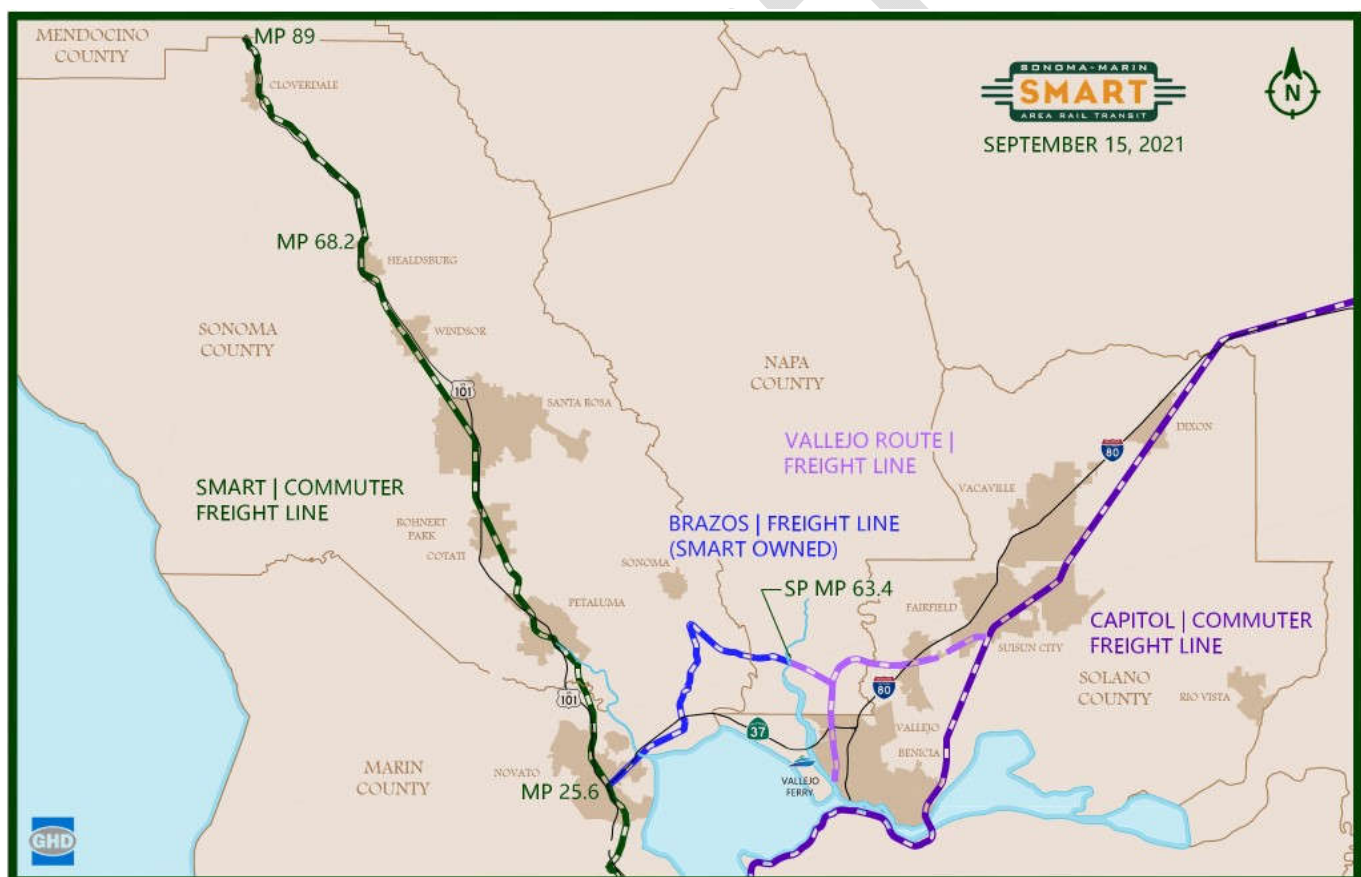 MENDOCINO
COUNTY
MP 89
CLOVERDALE
SONOMA-MARIN
SMART
AREA RAIL TRANSIT
N
SEPTEMBER 15, 2021
MP 68.2
HEALDSBURG
SONOMA
COUNTY
WINDSOR
NAPA
COUNTY
101
SANTA ROSA
DIXON
VALLEJO ROUTE |
FREIGHT LINE
80
SMART | COMMUTER
FREIGHT LINE
VACAVILLE
ROHNERT
PARK
COTATI
BRAZOS | FREIGHT LINE
(SMART OWNED)
SONOMA
SP MP 63.4
PETALUMA
FAIRFIELD
CAPITOL | COMMUTER
FREIGHT LINE
SUISUN CITY
SOLANO
COUNTY
RIO VISTA
101
80
37
VALLEJO
BENICIA
NOVATO
MARIN
COUNTY
MP 25.6
VALLEJO
FERRY
GHD